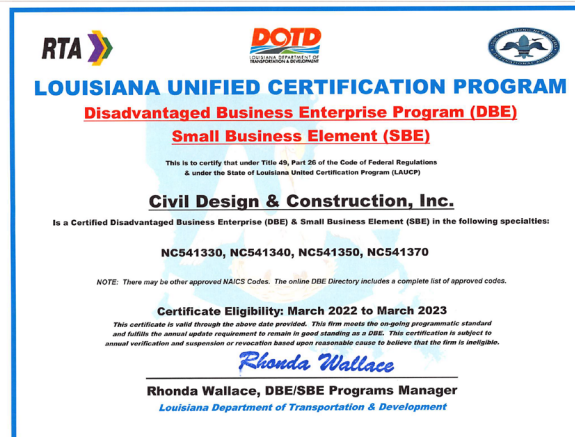 RTA
DOTD
LOUISIANA DEPARTMENT OF
TRANSPORTATION & DEVELOPMENT
LOUISIANA UNIFIED CERTIFICATION PROGRAM
Disadvantaged Business Enterprise Program (DBE)
Small Business Element (SBE)
This is to certify that under Title 49, Part 26 of the Code of Federal Regulations
& under the State of Louisiana United Certification Program (LAUCP)
Civil Design & Construction, Inc.
Is a Certified Disadvantaged Business Enterprise (DBE) & Small Business Element (SBE) in the following specialties:
NC541330, NC541340, NC541350, NC541370
NOTE: There may be other approved NAICS Codes. The online DBE Directory includes a complete list of approved codes.
Certificate Eligibility: March 2022 to March 2023
This certificate is valid through the above date provided. This firm meets the on-going programmatic standard
and fulfills the annual update requirement to remain in good standing as a DBE. This certification is subject to
annual verification and suspension or revocation based upon reasonable cause to believe that the firm is ineligible.
Rhonda Wallace
Rhonda Wallace, DBE/SBE Programs Manager
Louisiana Department of Transportation & Development